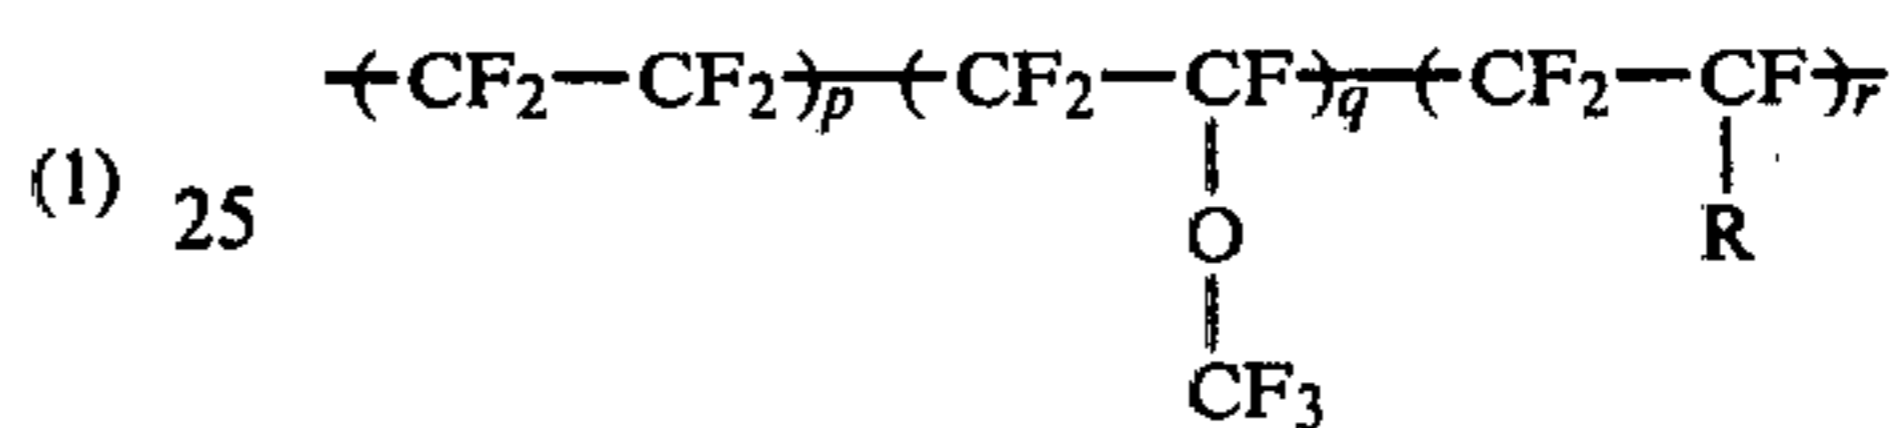 -(CF₂—CF₂)p—(CF₂—CF)q—(CF₂—CF)r—
(1) 25 O R
CF₃